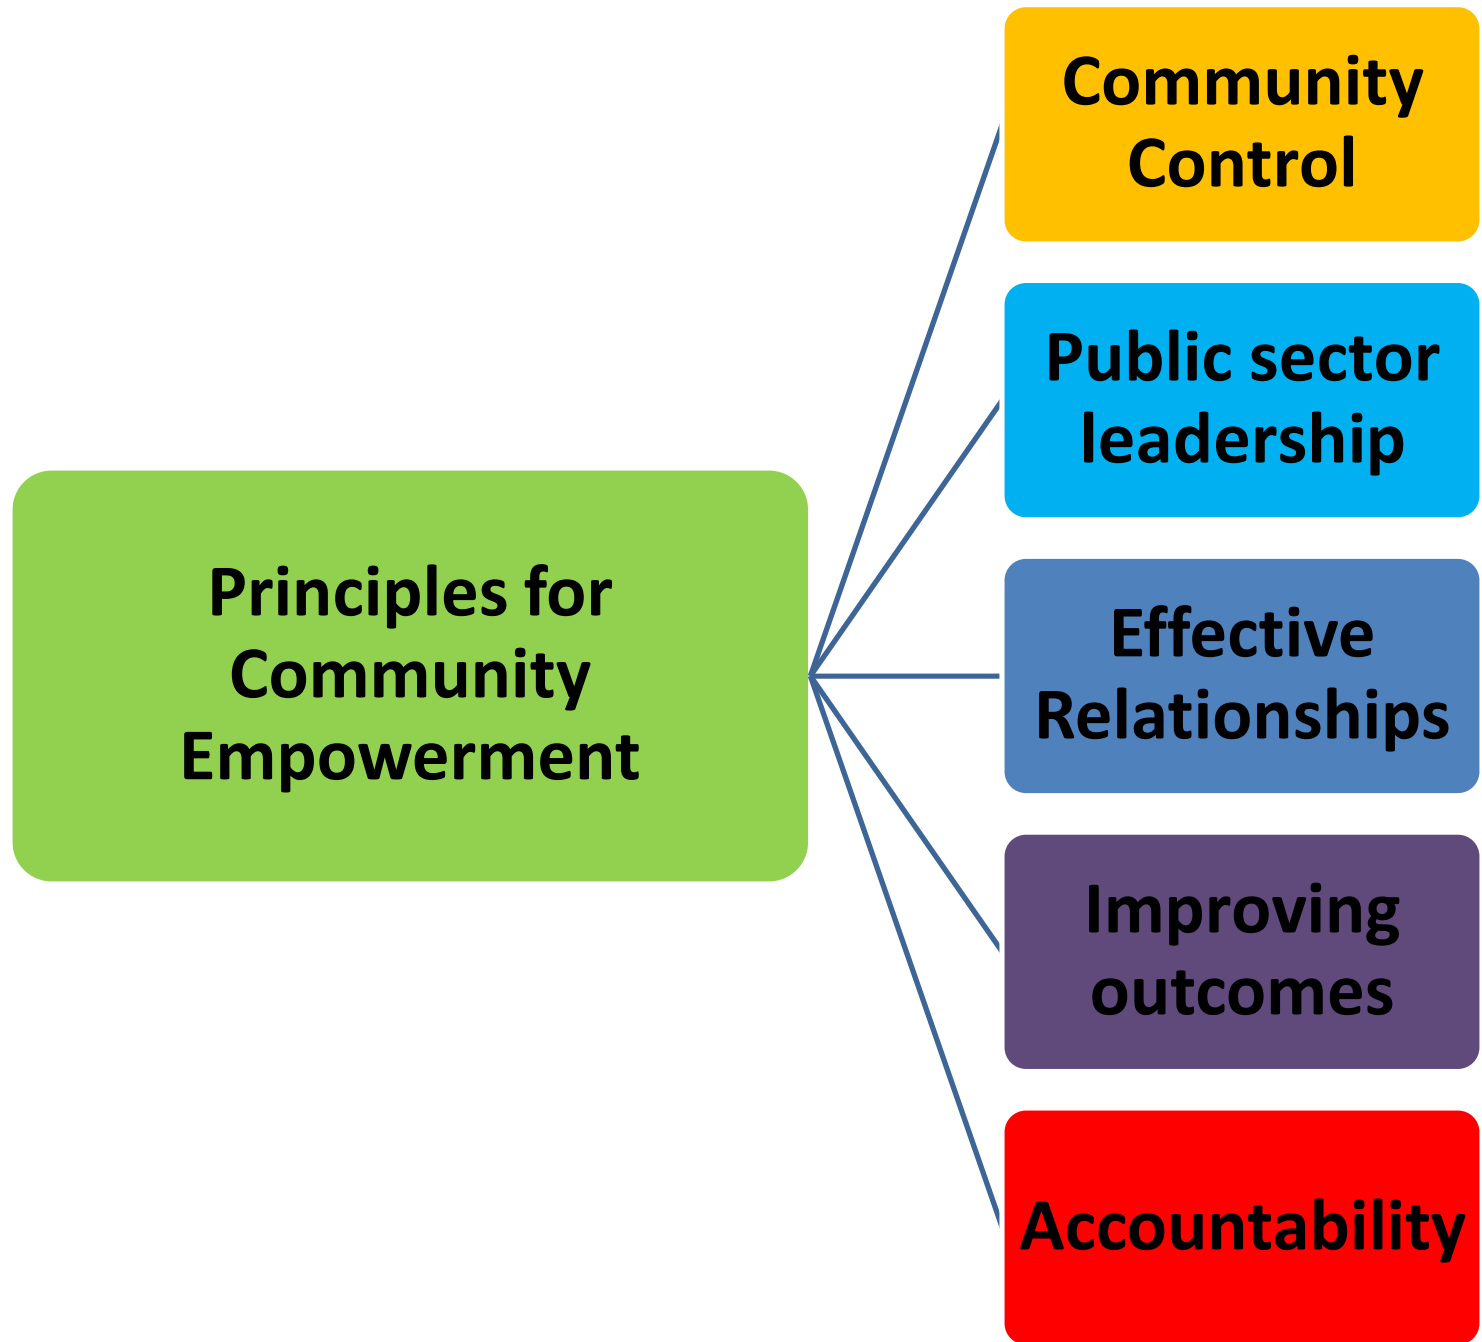 Community
Control
Public sector
leadership
Principles for
Community
Empowerment
Effective
Relationships
Improving
outcomes
Accountability